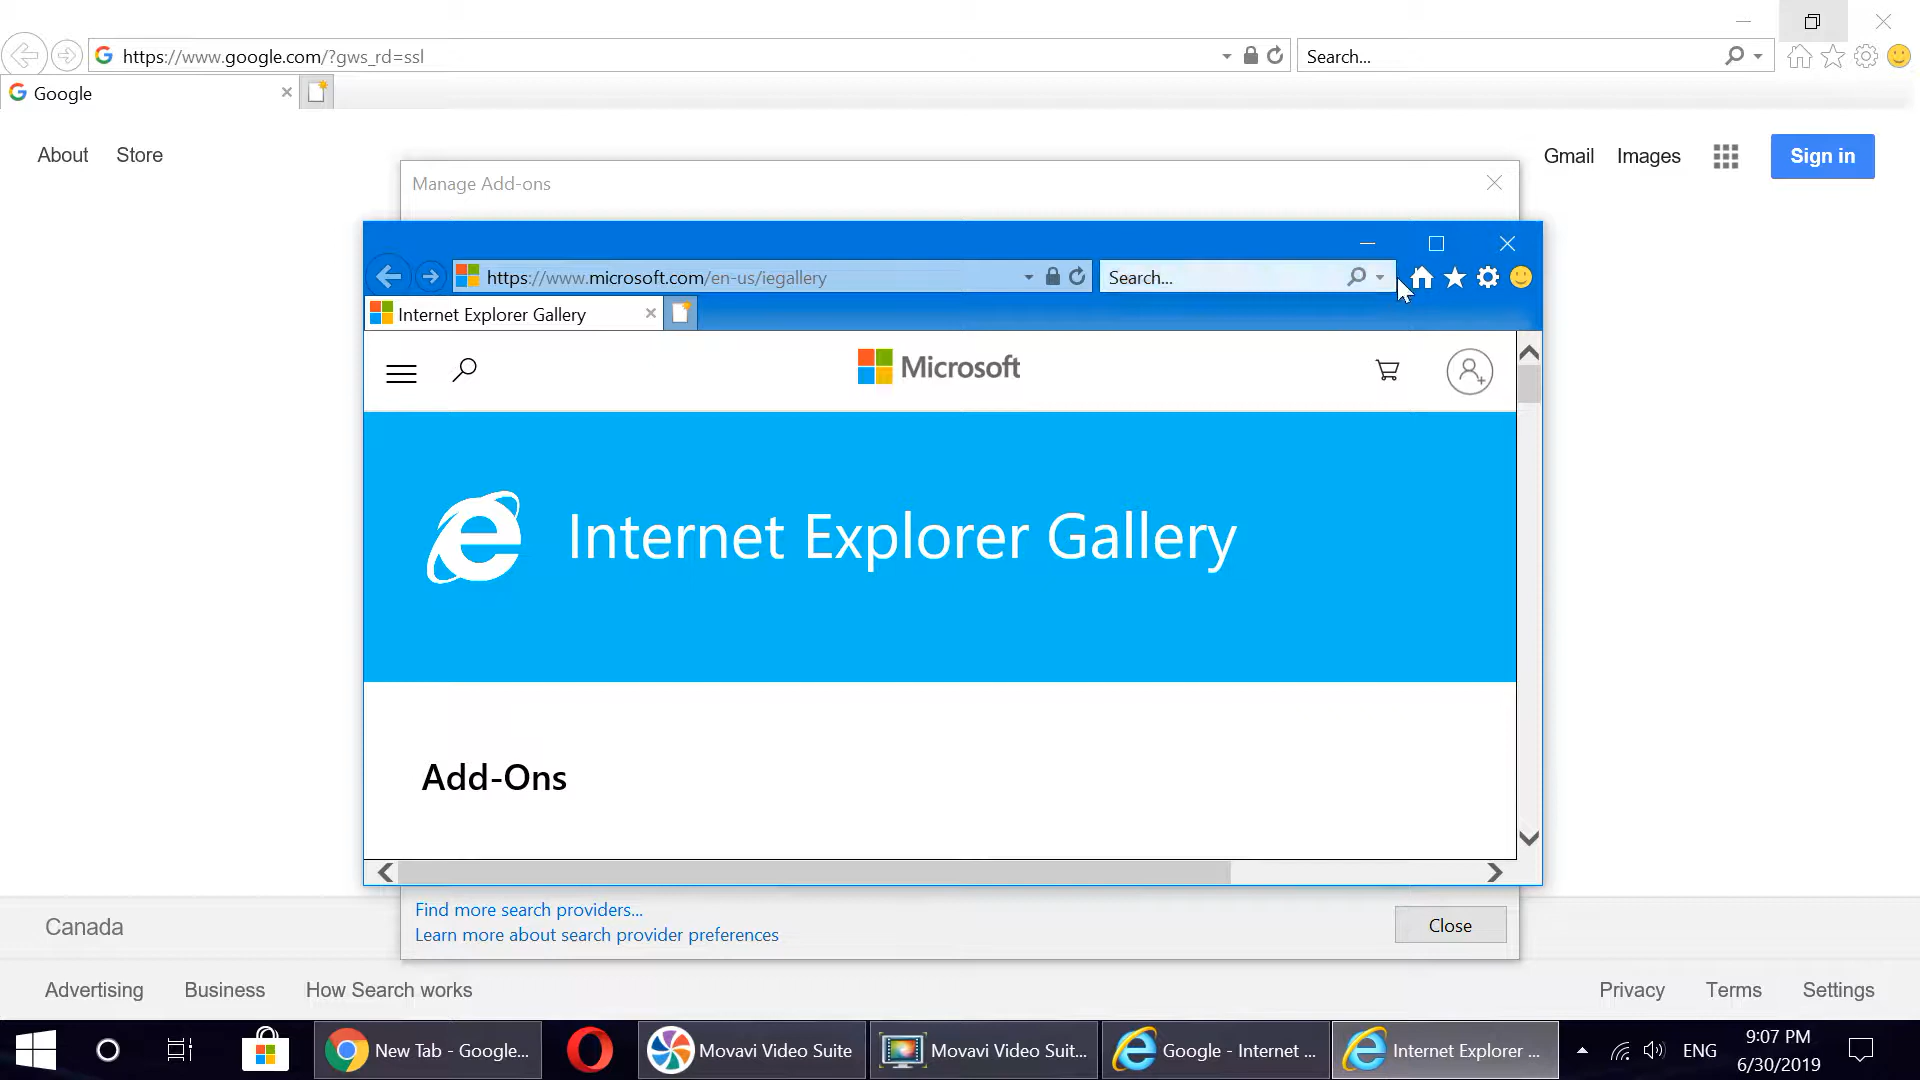 https://www.google.com/?gws_rd=ssl
Search...
Google
About
Store
Gmail
Images
Sign in
Manage Add-ons
https://www.microsoft.com/en-us/iegallery
Search...
Internet Explorer Gallery
Microsoft
Internet Explorer Gallery
Add-Ons
Find more search providers...
Learn more about search provider preferences
Close
Canada
Advertising
Business
How Search works
Privacy
Terms
Settings
New Tab - Google...
Movavi Video Suite
Movavi Video Suit...
Google - Internet ...
Internet Explorer ...
ENG
9:07 PM
6/30/2019